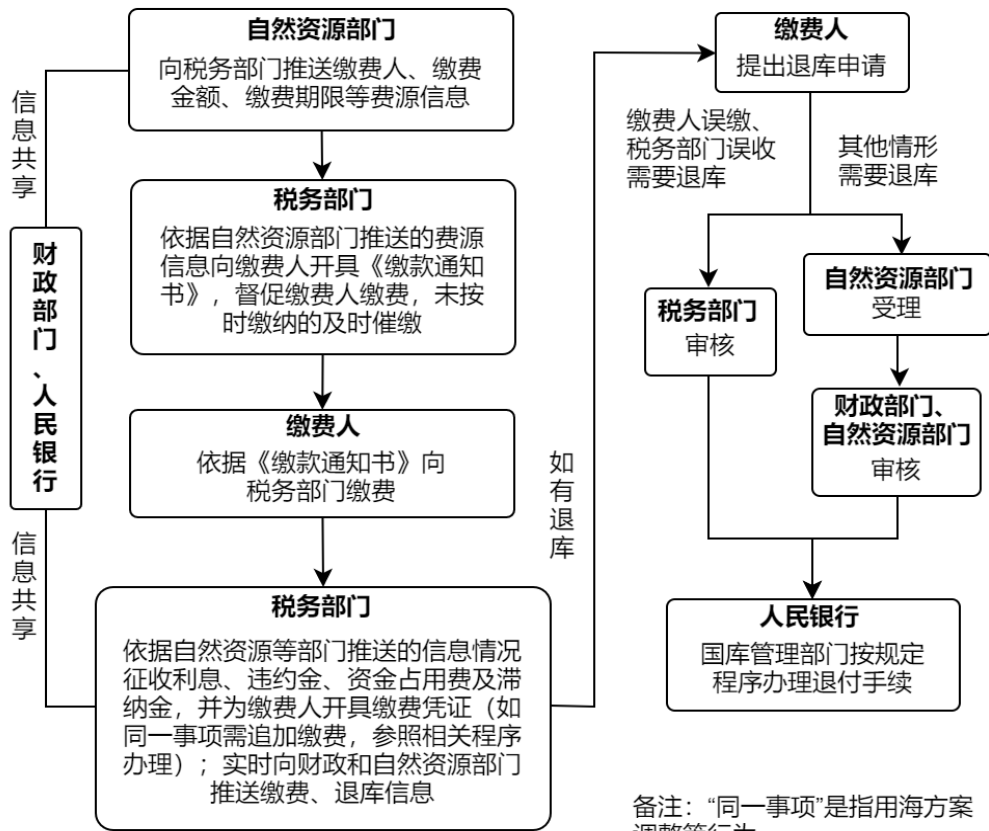 自然资源部门
向税务部门推送缴费人、缴费
金额、缴费期限等费源信息
信息共享
税务部门
依据自然资源部门推送的费源
信息向缴费人开具《缴款通知
书》，督促缴费人缴费，未按
时缴纳的及时催缴
财政部门、人民银行
缴费人
依据《缴款通知书》向
税务部门缴费
信息共享
税务部门
依据自然资源等部门推送的信息情况
征收利息、违约金、资金占用费及滞
纳金，并为缴费人开具缴费凭证（如
同一事项需追加缴费，参照相关程序
办理）；实时向财政和自然资源部门
推送缴费、退库信息
如有退库
缴费人
提出退库申请
缴费人误缴、
税务部门误收
需要退库
其他情形
需要退库
税务部门
审核
自然资源部门
受理
财政部门、
自然资源部门
审核
人民银行
国库管理部门按规定
程序办理退付手续
备注：“同一事项”是指用海方案
调整等行为